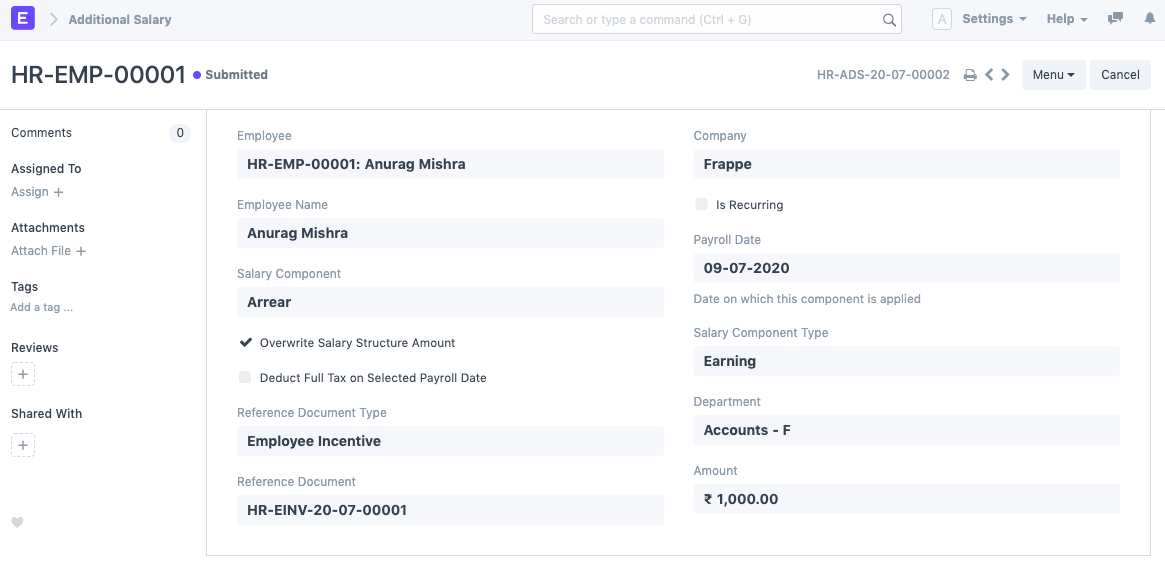 E Additional Salary Search or type a command (Ctrl + G) A Settings Help
HR-EMP-00001 Submitted HR-ADS-20-07-00002 Menu Cancel
Comments 0
Assigned To
Assign +
Attachments
Attach File +
Tags
Add a tag ...
Reviews
+
Shared With
+
Employee
HR-EMP-00001: Anurag Mishra
Employee Name
Anurag Mishra
Salary Component
Arrear
Overwrite Salary Structure Amount
Deduct Full Tax on Selected Payroll Date
Reference Document Type
Employee Incentive
Reference Document
HR-EINV-20-07-00001
Company
Frappe
Is Recurring
Payroll Date
09-07-2020
Date on which this component is applied
Salary Component Type
Earning
Department
Accounts - F
Amount
₹ 1,000.00